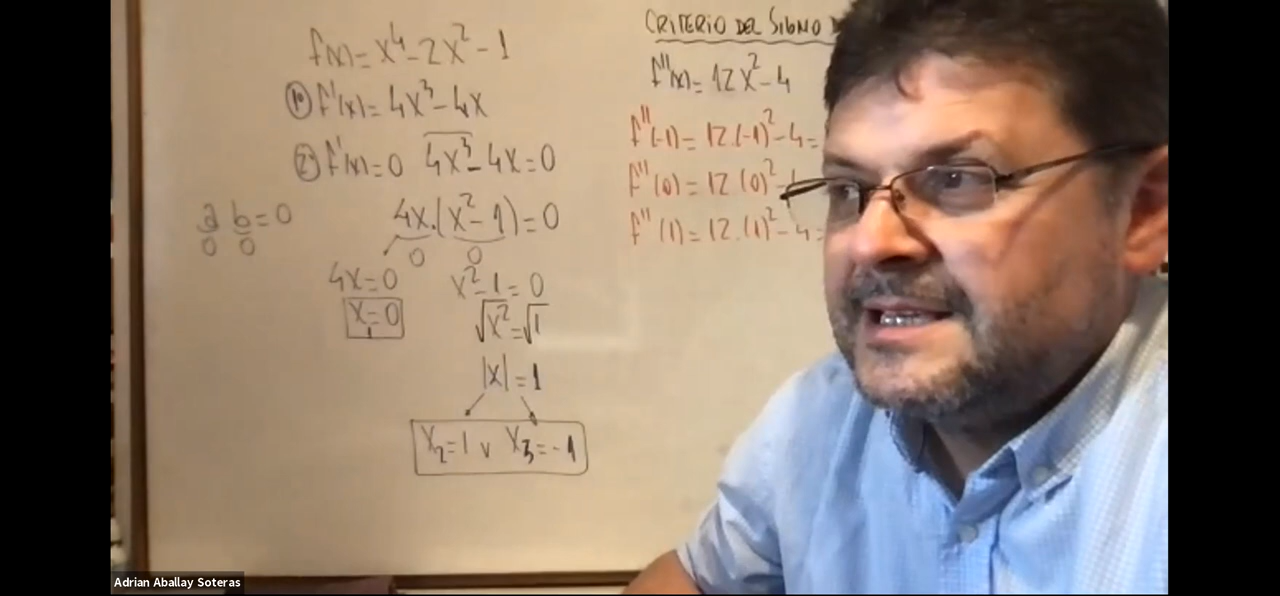 f(x)= x⁴-2x²-1
1º f'(x)= 4x³-4x
2º f'(x)=0 4x³-4x=0
a b=0
0 0
4x.(x²-1)=0
0 0
4x=0 x²-1=0
x₁=0 √x²=√1
|x|=1
x₂=1 v x₃=-1
CRITERIO DEL SIGNO
f''(x)= 12x²-4
f''(-1)= 12.(-1)²-4=
f''(0)= 12.(0)²-
f''(1)= 12.(1)²-4=
Adrian Aballay Soteras